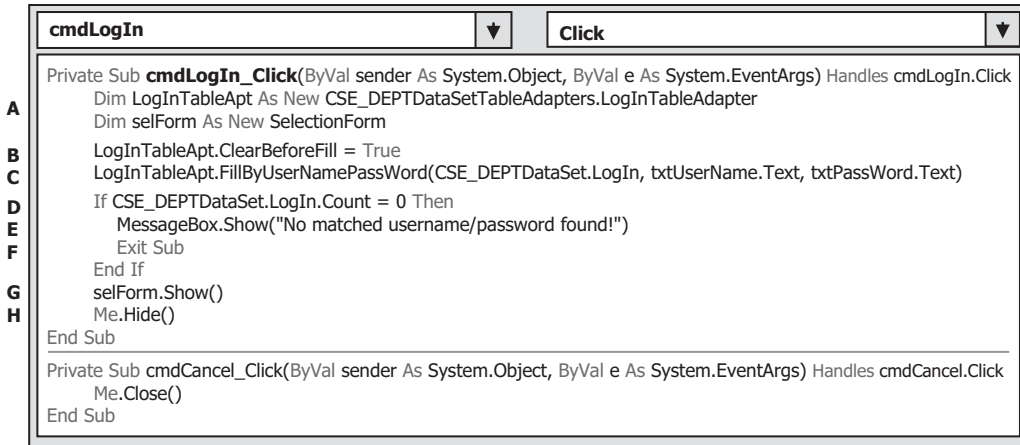 cmdLogIn Click
Private Sub cmdLogIn_Click(ByVal sender As System.Object, ByVal e As System.EventArgs) Handles cmdLogIn.Click
A Dim LogInTableApt As New CSE_DEPTDataSetTableAdapters.LogInTableAdapter
Dim selForm As New SelectionForm
B LogInTableApt.ClearBeforeFill = True
C LogInTableApt.FillByUserNamePassWord(CSE_DEPTDataSet.LogIn, txtUserName.Text, txtPassWord.Text)
D If CSE_DEPTDataSet.LogIn.Count = 0 Then
E MessageBox.Show("No matched username/password found!")
F Exit Sub
End If
G selForm.Show()
H Me.Hide()
End Sub
Private Sub cmdCancel_Click(ByVal sender As System.Object, ByVal e As System.EventArgs) Handles cmdCancel.Click
Me.Close()
End Sub